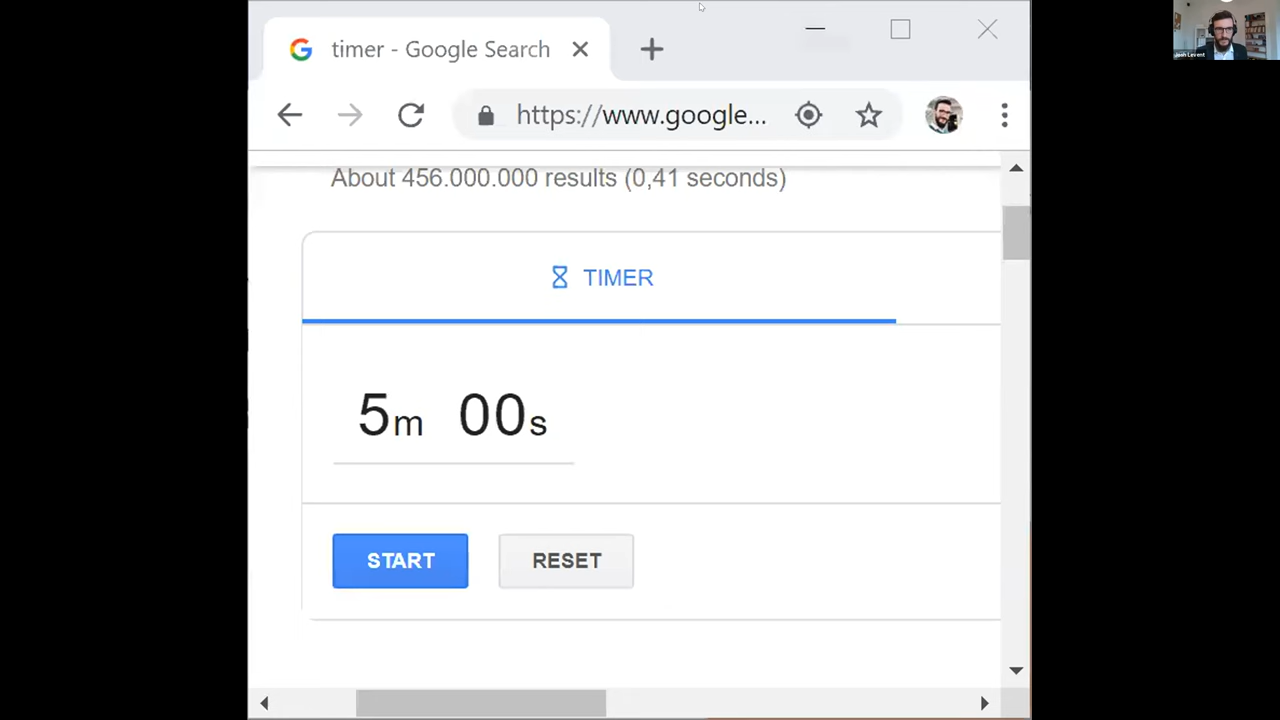 timer - Google Search
https://www.google...
About 456.000.000 results (0,41 seconds)
TIMER
5m 00s
START
RESET